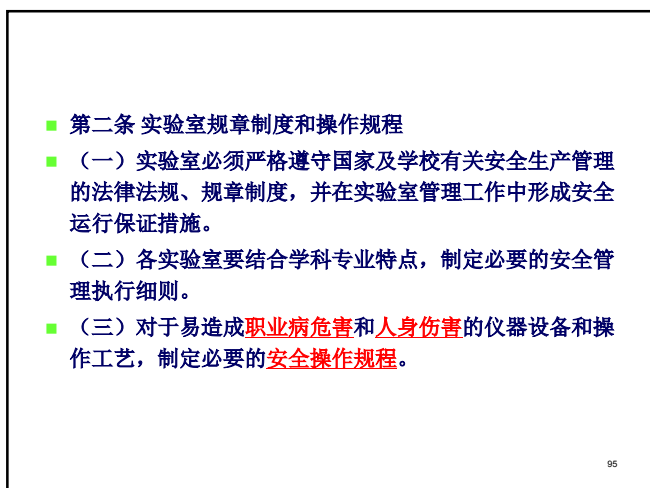 第二条 实验室规章制度和操作规程
（一）实验室必须严格遵守国家及学校有关安全生产管理
的法律法规、规章制度，并在实验室管理工作中形成安全
运行保证措施。
（二）各实验室要结合学科专业特点，制定必要的安全管
理执行细则。
（三）对于易造成职业病危害和人身伤害的仪器设备和操
作工艺，制定必要的安全操作规程。
95